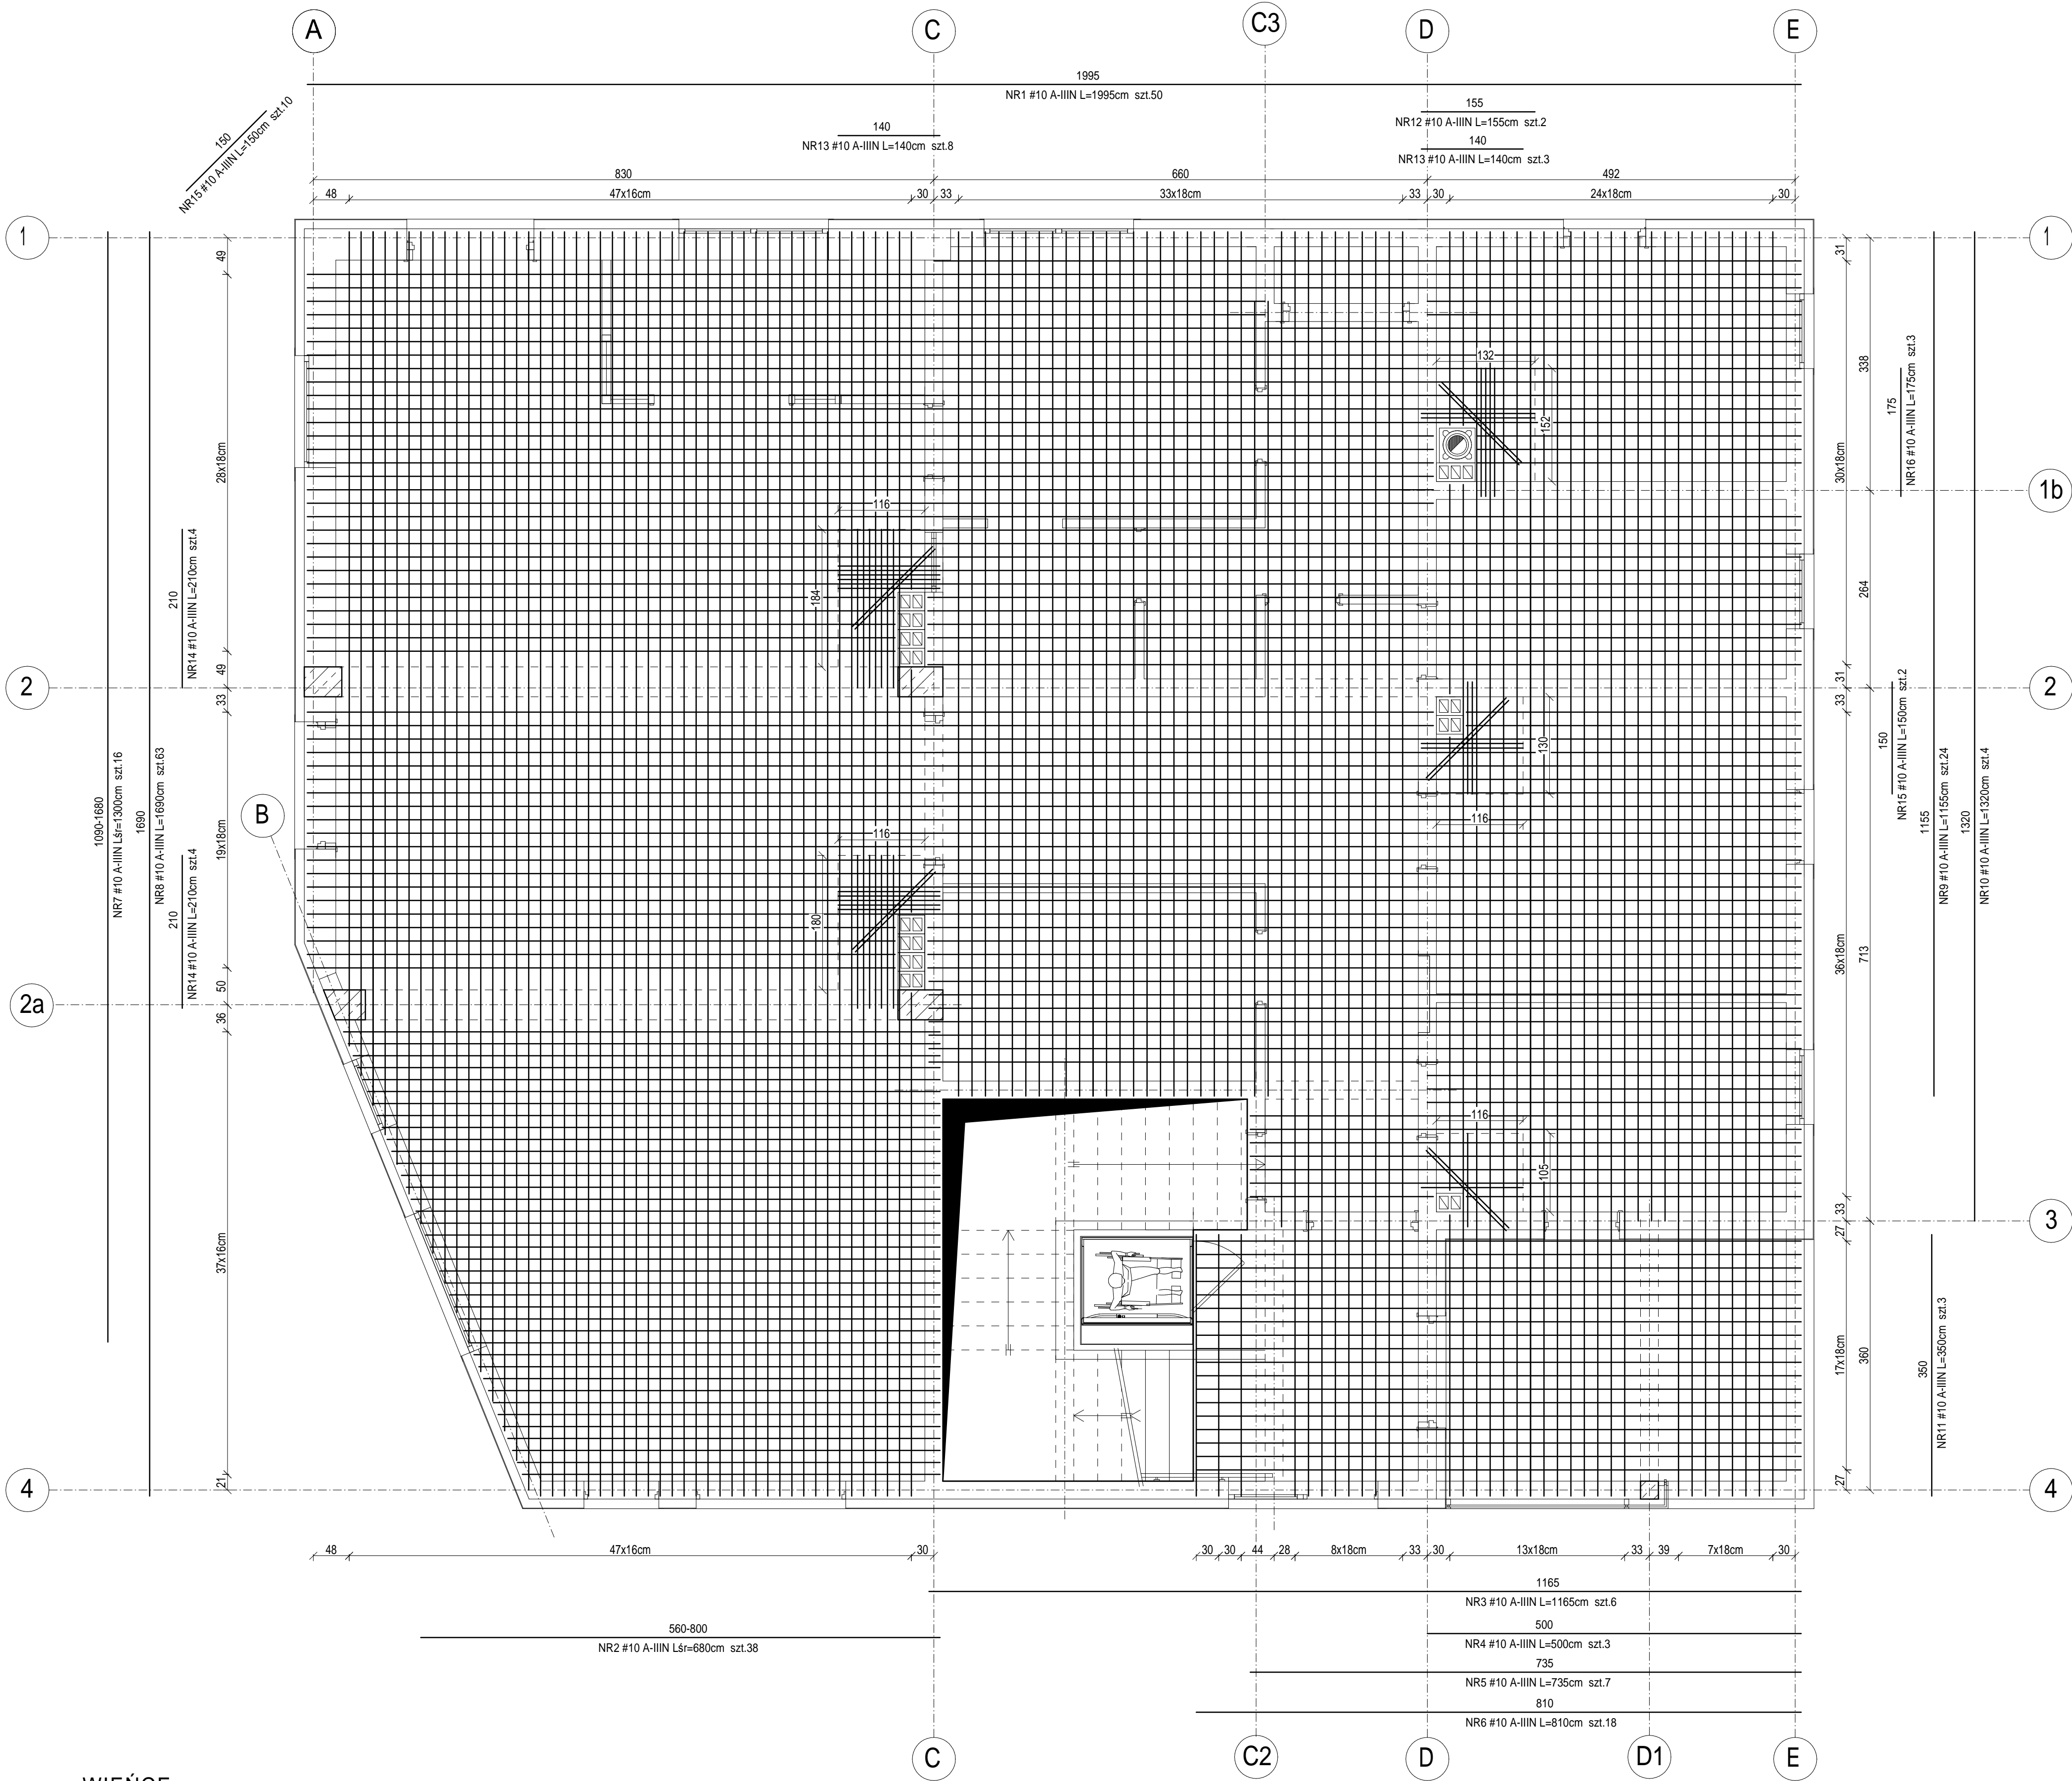 A
C
C3
D
E
1995
NR1 #10 A-IIIN L=1995cm szt.50
155
NR12 #10 A-IIIN L=155cm szt.2
140
NR13 #10 A-IIIN L=140cm szt.8
140
NR13 #10 A-IIIN L=140cm szt.3
150
NR15 #10 A-IIIN L=150cm szt.10
830
660
492
48
47x16cm
30
33
33x18cm
33
30
24x18cm
30
1
1
49
31
28x18cm
338
132
152
175
NR16 #10 A-IIIN L=175cm szt.3
30x18cm
1b
116
184
210
NR14 #10 A-IIIN L=210cm szt.4
264
49
31
2
2
33
33
150
NR15 #10 A-IIIN L=150cm szt.2
130
116
1090-1680
NR7 #10 A-IIIN Lśr=1300cm szt.16
1690
NR8 #10 A-IIIN L=1690cm szt.63
19x18cm
B
116
180
210
NR14 #10 A-IIIN L=210cm szt.4
1155
NR9 #10 A-IIIN L=1155cm szt.24
1320
NR10 #10 A-IIIN L=1320cm szt.4
36x18cm
713
50
2a
36
116
105
33
3
27
37x16cm
17x18cm
360
350
NR11 #10 A-IIIN L=350cm szt.3
21
27
4
4
48
47x16cm
30
30
30
44
28
8x18cm
33
30
13x18cm
33
39
7x18cm
30
1165
NR3 #10 A-IIIN L=1165cm szt.6
560-800
NR2 #10 A-IIIN Lśr=680cm szt.38
500
NR4 #10 A-IIIN L=500cm szt.3
735
NR5 #10 A-IIIN L=735cm szt.7
810
NR6 #10 A-IIIN L=810cm szt.18
C
C2
D
D1
E
WIEŃCE